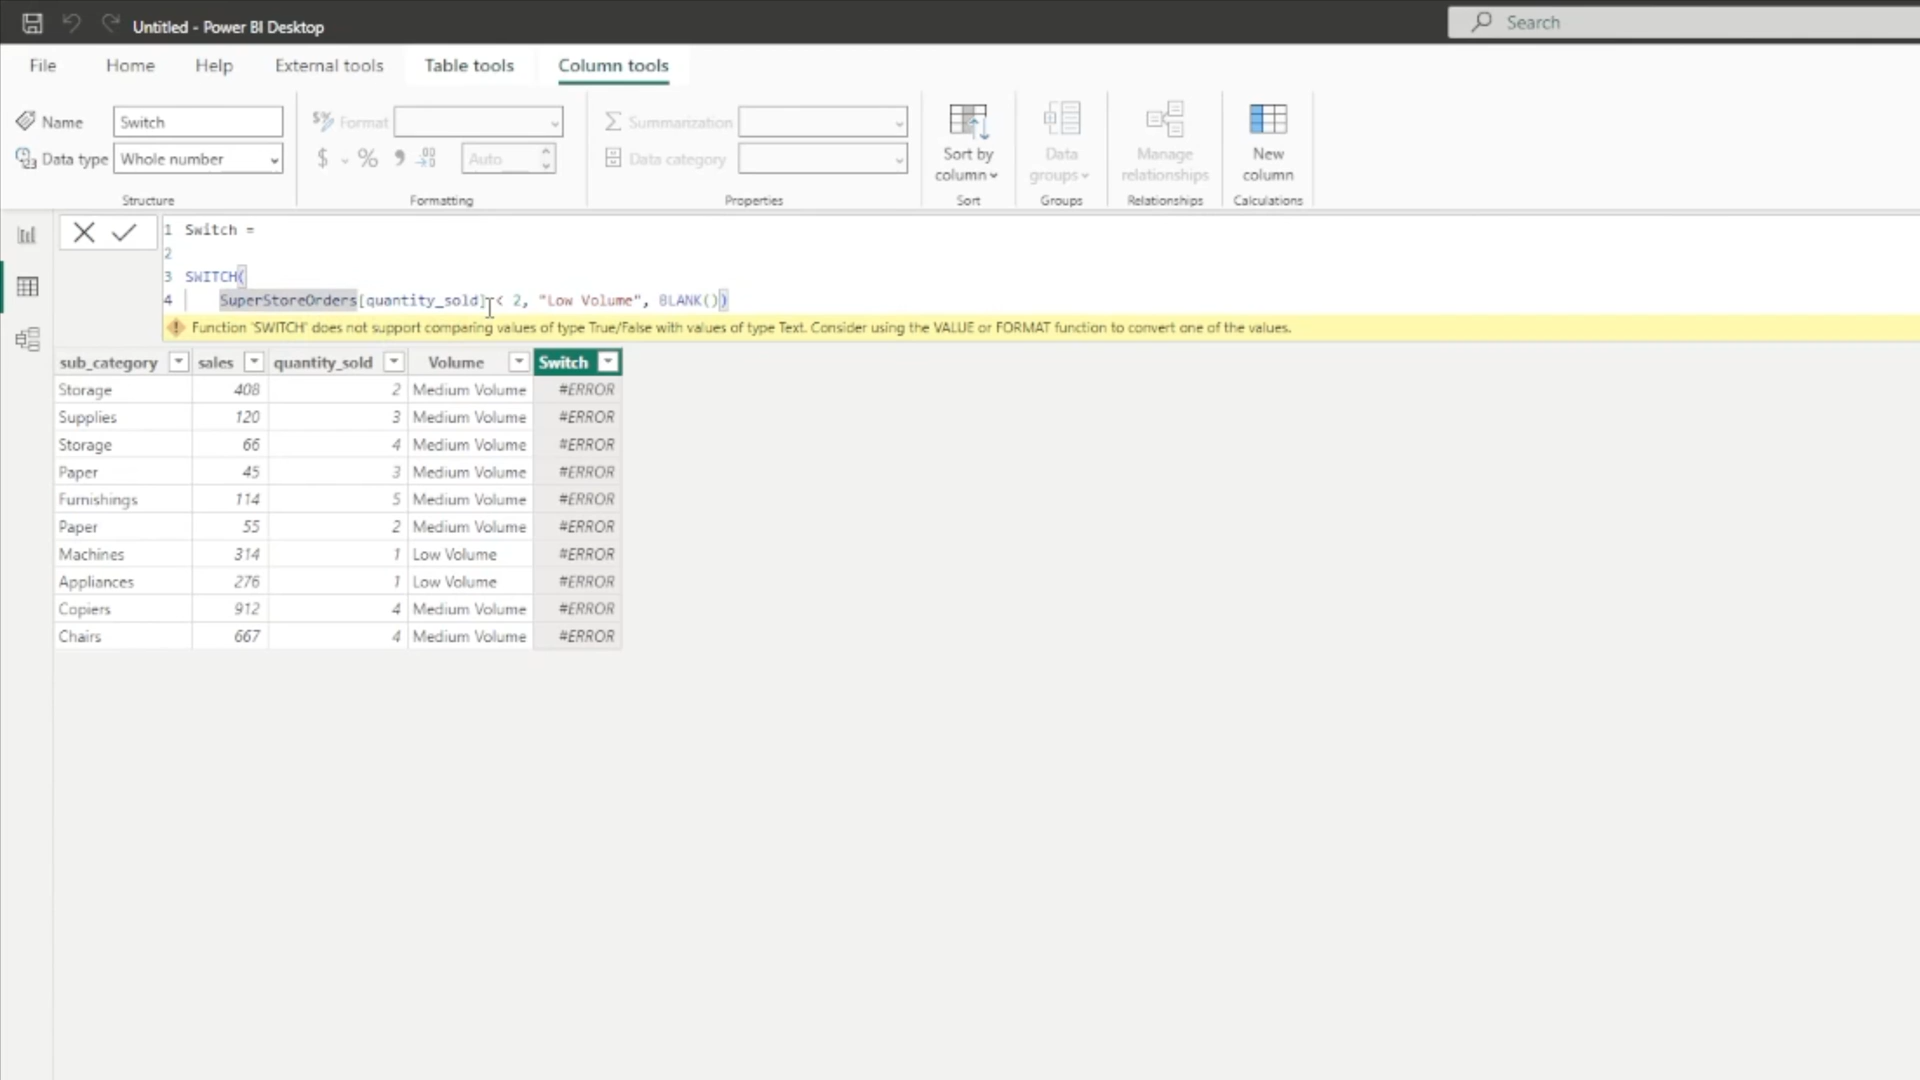 Untitled - Power BI Desktop
Search
File Home Help External tools Table tools Column tools
Name Switch
Data type Whole number
Structure
Format
$ % 9 .00 →.0 Auto
Formatting
Summarization
Data category
Properties
Sort by column
Sort
Data groups
Groups
Manage relationships
Relationships
New column
Calculations
1 Switch =
2
3 SWITCH(
4 SuperStoreOrders[quantity_sold] < 2, "Low Volume", BLANK())
Function 'SWITCH' does not support comparing values of type True/False with values of type Text. Consider using the VALUE or FORMAT function to convert one of the values.
sub_category sales quantity_sold Volume Switch
Storage 408 2 Medium Volume #ERROR
Supplies 120 3 Medium Volume #ERROR
Storage 66 4 Medium Volume #ERROR
Paper 45 3 Medium Volume #ERROR
Furnishings 114 5 Medium Volume #ERROR
Paper 55 2 Medium Volume #ERROR
Machines 314 1 Low Volume #ERROR
Appliances 276 1 Low Volume #ERROR
Copiers 912 4 Medium Volume #ERROR
Chairs 667 4 Medium Volume #ERROR